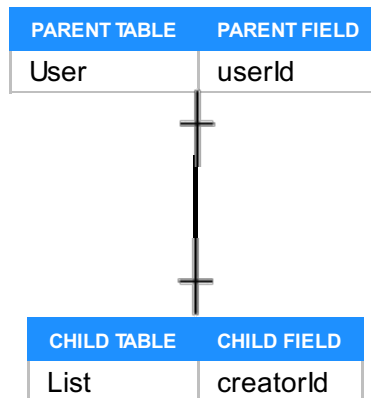 PARENT TABLE PARENT FIELD
User userId
CHILD TABLE CHILD FIELD
List creatorId